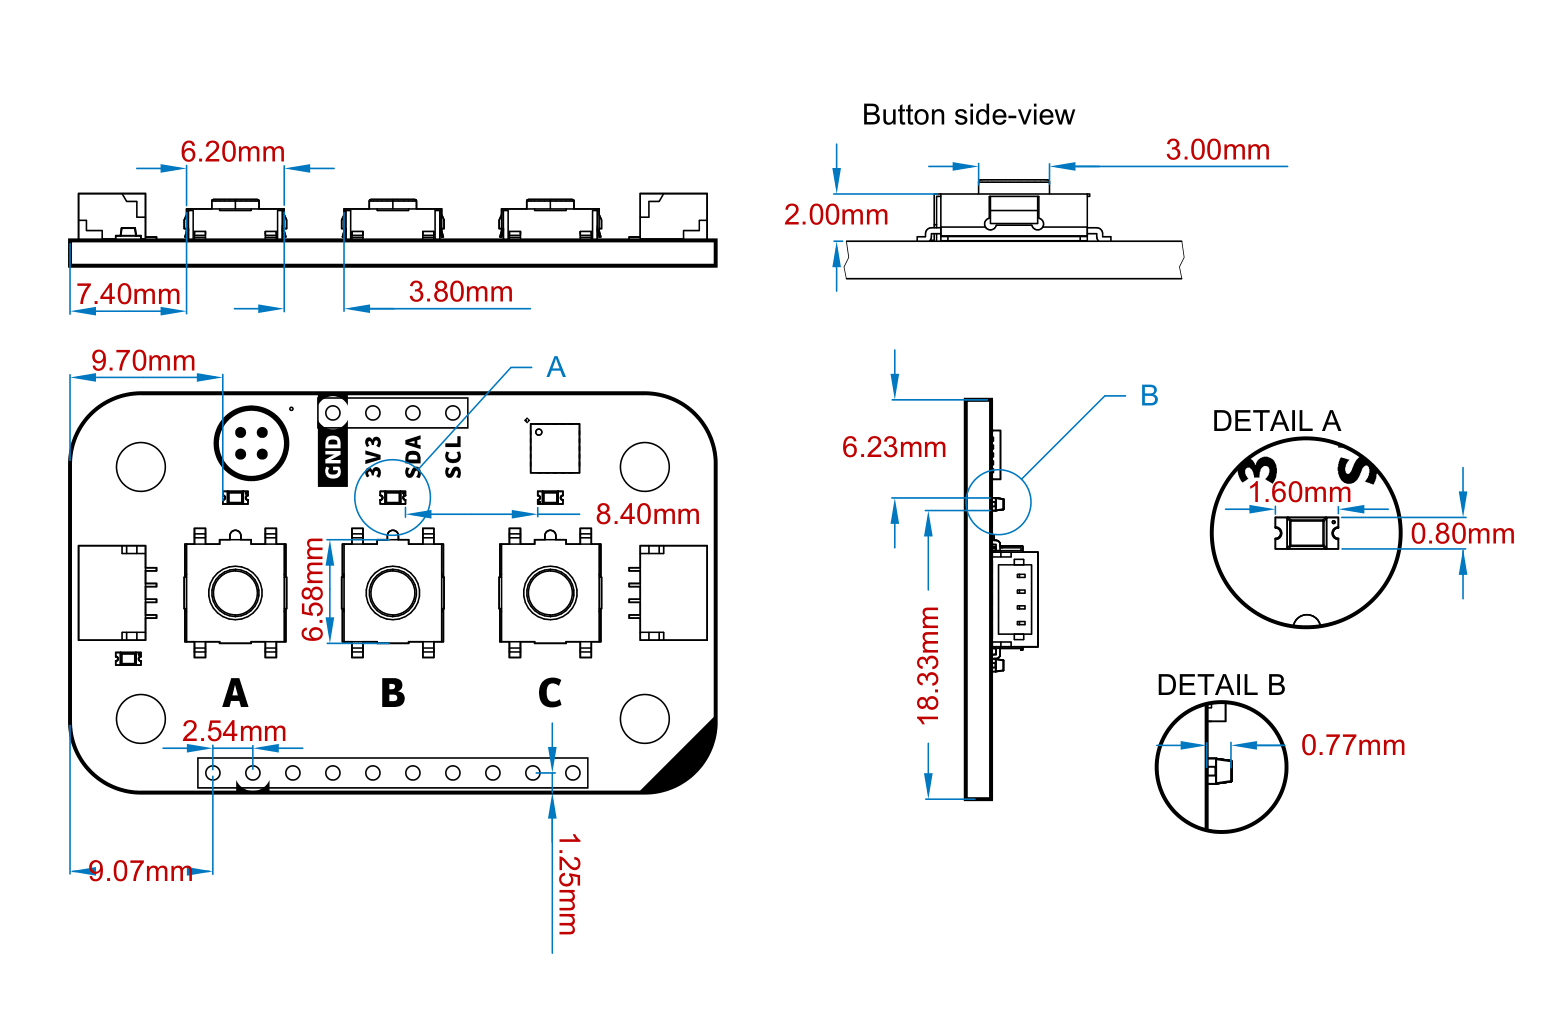 Button side-view
6.20mm
3.00mm
2.00mm
7.40mm
3.80mm
9.70mm
A
B
6.23mm
DETAIL A
GND
3V3
SDA
SCL
3
S
1.60mm
8.40mm
0.80mm
6.58mm
18.33mm
A
B
C
DETAIL B
2.54mm
0.77mm
9.07mm
1.25mm